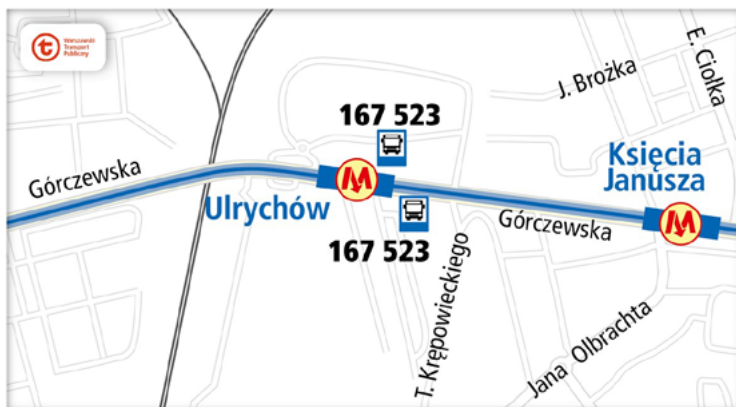 Warszawski
Transport
Publiczny
J. Brożka
E. Ciołka
167 523
Górczewska
Ulrychów
Księcia
Janusza
Górczewska
167 523
T. Krępowieckiego
Jana Olbrachta